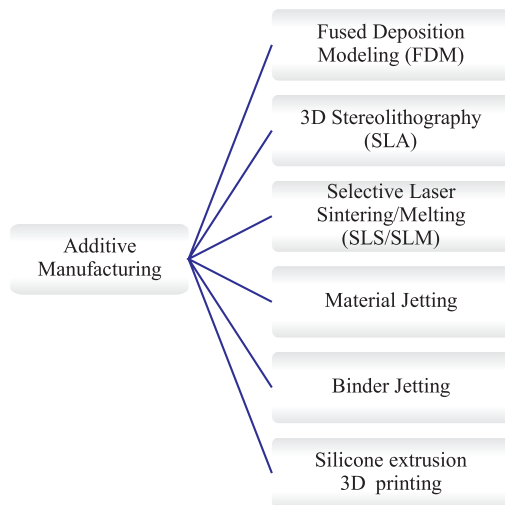 Fused Deposition
Modeling (FDM)
3D Stereolithography
(SLA)
Selective Laser
Sintering/Melting
(SLS/SLM)
Additive
Manufacturing
Material Jetting
Binder Jetting
Silicone extrusion
3D printing